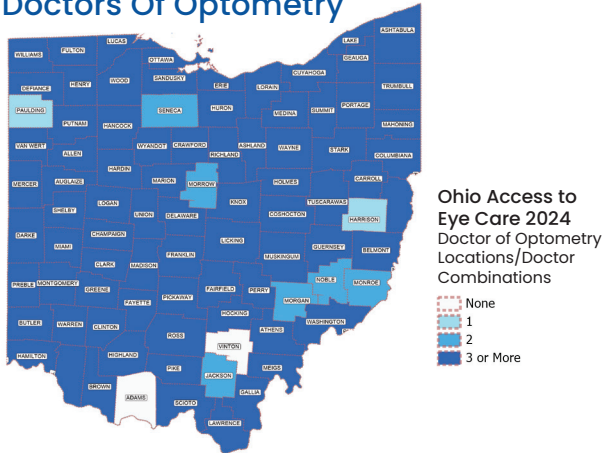 Doctors Of Optometry
ASHTABULA
LUCAS
LAKE
WILLIAMS
FULTON
GEAUGA
OTTAWA
CUYAHOGA
SANDUSKY
WOOD
ERIE
LORAIN
TRUMBULL
DEFIANCE
HENRY
PAULDING
SENECA
HURON
MEDINA
SUMMIT
PORTAGE
PUTNAM
HANCOCK
MAHONING
VAN WERT
WYANDOT
CRAWFORD
ASHLAND
WAYNE
STARK
ALLEN
RICHLAND
COLUMBIANA
HARDIN
MERCER
AUGLAIZE
MARION
MORROW
HOLMES
CARROLL
LOGAN
KNOX
TUSCARAWAS
SHELBY
UNION
DELAWARE
COSHOCTON
HARRISON
DARKE
CHAMPAIGN
LICKING
GUERNSEY
BELMONT
MIAMI
FRANKLIN
MUSKINGUM
CLARK
MADISON
NOBLE
MONROE
PREBLE
MONTGOMERY
GREENE
FAIRFIELD
PERRY
PICKAWAY
MORGAN
FAYETTE
HOCKING
WASHINGTON
BUTLER
WARREN
CLINTON
ATHENS
ROSS
VINTON
HAMILTON
HIGHLAND
PIKE
MEIGS
JACKSON
BROWN
ADAMS
SCIOTO
GALLIA
LAWRENCE
Ohio Access to
Eye Care 2024
Doctor of Optometry
Locations/Doctor
Combinations
None
1
2
3 or More